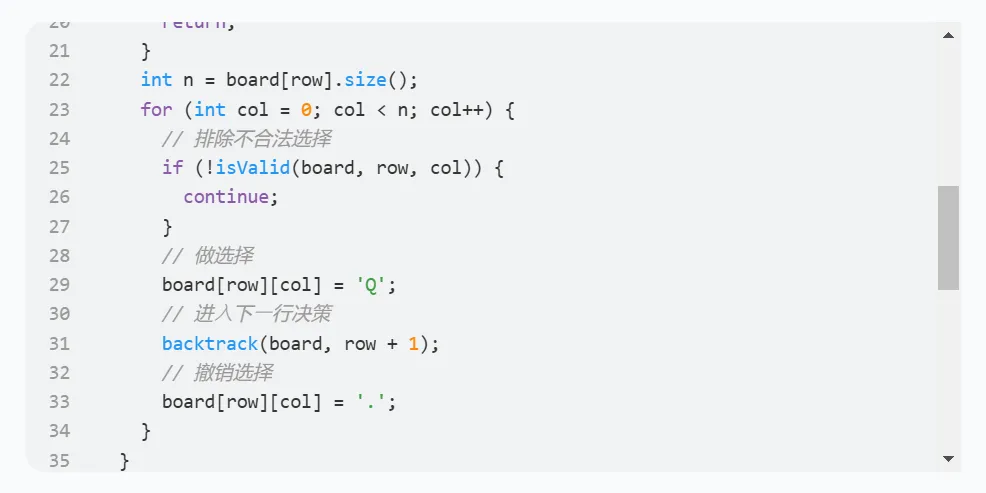 20 return;
21 }
22 int n = board[row].size();
23 for (int col = 0; col < n; col++) {
24 // 排除不合法选择
25 if (!isValid(board, row, col)) {
26 continue;
27 }
28 // 做选择
29 board[row][col] = 'Q';
30 // 进入下一行决策
31 backtrack(board, row + 1);
32 // 撤销选择
33 board[row][col] = '.';
34 }
35 }